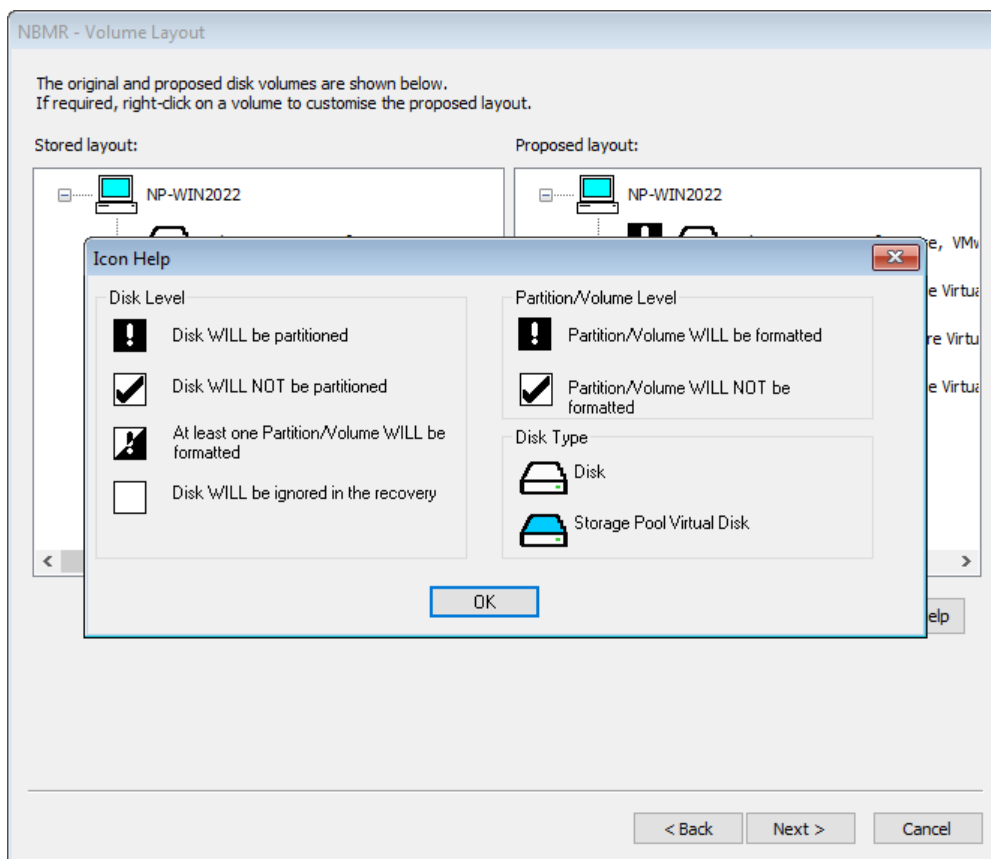 NBMR - Volume Layout
The original and proposed disk volumes are shown below.
If required, right-click on a volume to customise the proposed layout.
Stored layout:
Proposed layout:
NP-WIN2022
NP-WIN2022
Icon Help
Disk Level
Disk WILL be partitioned
Disk WILL NOT be partitioned
At least one Partition/Volume WILL be
formatted
Disk WILL be ignored in the recovery
Partition/Volume Level
Partition/Volume WILL be formatted
Partition/Volume WILL NOT be
formatted
Disk Type
Disk
Storage Pool Virtual Disk
OK
< Back
Next >
Cancel